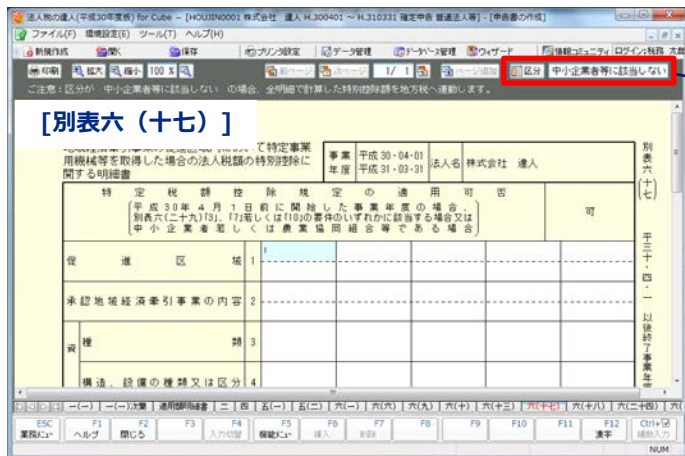 法人税の達人(平成30年度版) for Cube - [HOUJIN0001 株式会社 達人 H.300401 ～ H.310331 確定申告 普通法人等] - [申告書の作成]
ファイル(F) 環境設定(E) ツール(T) ヘルプ(H)
新規作成 開く 保存 プリンタ設定 データ管理 データベース管理 ウィザード 情報コミュニティ ログイン:税務 太郎
印刷 拡大 縮小 100 % 前ページ 次ページ 1/ 1 ページ追加 区分 中小企業者等に該当しない
ご注意:区分が 中小企業者等に該当しない の場合、全明細で計算した特別控除額を地方税へ連動します。
[別表六（十七）]
て特定事業
用機械等を取得した場合の法人税額の特別控除に
関する明細書
事業年度 平成 30・04・01 平成 31・03・31 法人名 株式会社 達人
別表六(十七)
特定税額控除規定の適用可否
平成30年4月1日前に開始した事業年度の場合、
別表六(二十九)「3」、「7」若しくは「10」の要件のいずれかに該当する場合又は
中小企業者若しくは農業協同組合等である場合
可
平三十・四・一以後終了事業年
促進区域 1
承認地域経済牽引事業の内容 2
資
種類 3
構造、設備の種類又は区分 4
一(一) 一(一)次葉 適用額明細書 二 四 五(一) 五(二) 六(一) 六(六) 六(九) 六(十) 六(十三) 六(十七) 六(十八) 六(二十四) 六(
ESC F1 F2 F3 F4 F5 F6 F7 F8 F9 F10 F11 F12 Ctrl+
業務メニュー ヘルプ 閉じる 入力切替 機能メニュー 挿入 削除 漢字 補助入力
NUM